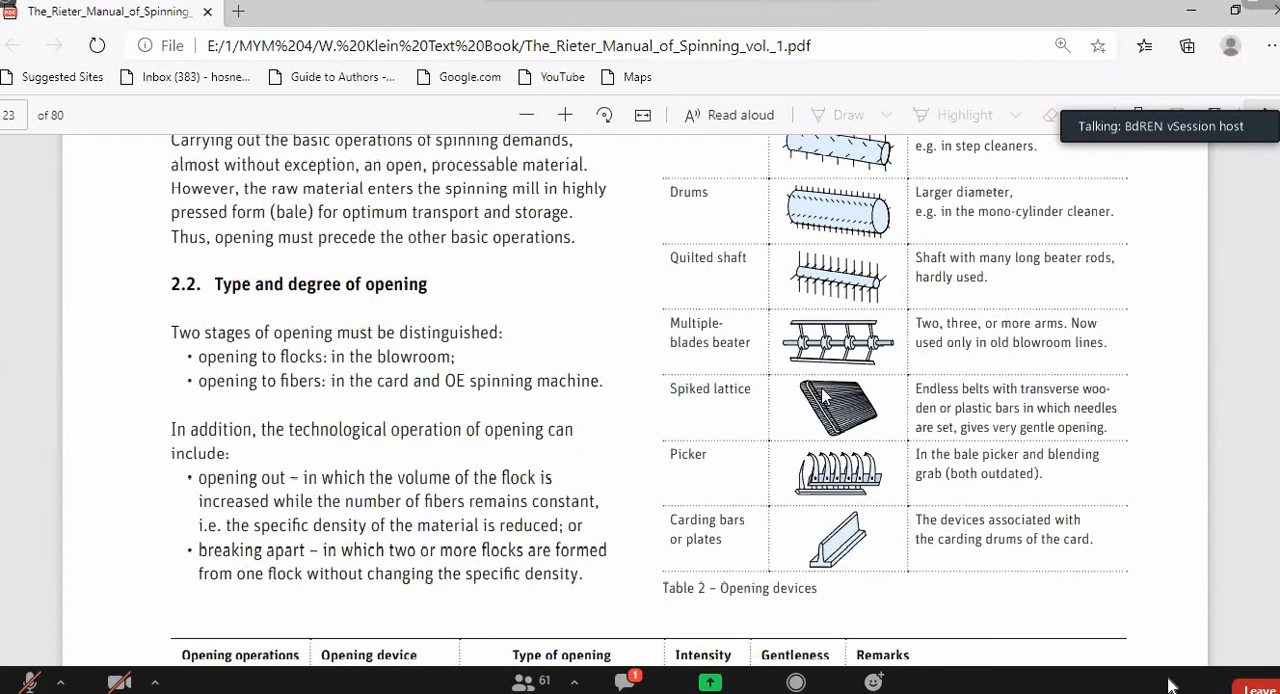 The_Rieter_Manual_of_Spinning_
File
E:/1/MYM%204/W.%20Klein%20Text%20Book/The_Rieter_Manual_of_Spinning_vol._1.pdf
Suggested Sites
Inbox (383) - hosne...
Guide to Authors -...
Google.com
YouTube
Maps
23 of 80
Read aloud
Draw
Highlight
Talking: BdREN vSession host
Carrying out the basic operations of spinning demands,
almost without exception, an open, processable material.
However, the raw material enters the spinning mill in highly
pressed form (bale) for optimum transport and storage.
Thus, opening must precede the other basic operations.
2.2. Type and degree of opening
Two stages of opening must be distinguished:
• opening to flocks: in the blowroom;
• opening to fibers: in the card and OE spinning machine.
In addition, the technological operation of opening can
include:
• opening out – in which the volume of the flock is
increased while the number of fibers remains constant,
i.e. the specific density of the material is reduced; or
• breaking apart – in which two or more flocks are formed
from one flock without changing the specific density.
e.g. in step cleaners.
Drums
Larger diameter,
e.g. in the mono-cylinder cleaner.
Quilted shaft
Shaft with many long beater rods,
hardly used.
Multiple-
blades beater
Two, three, or more arms. Now
used only in old blowroom lines.
Spiked lattice
Endless belts with transverse woo-
den or plastic bars in which needles
are set, gives very gentle opening.
Picker
In the bale picker and blending
grab (both outdated).
Carding bars
or plates
The devices associated with
the carding drums of the card.
Table 2 – Opening devices
Opening operations
Opening device
Type of opening
Intensity
Gentleness
Remarks
61
1
Leave